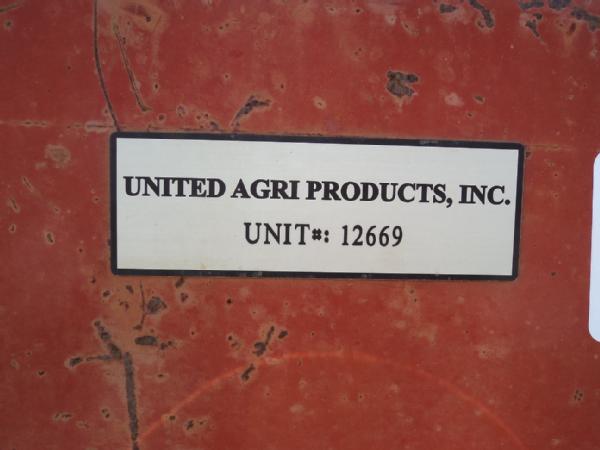 UNITED AGRI PRODUCTS, INC.
UNIT#: 12669